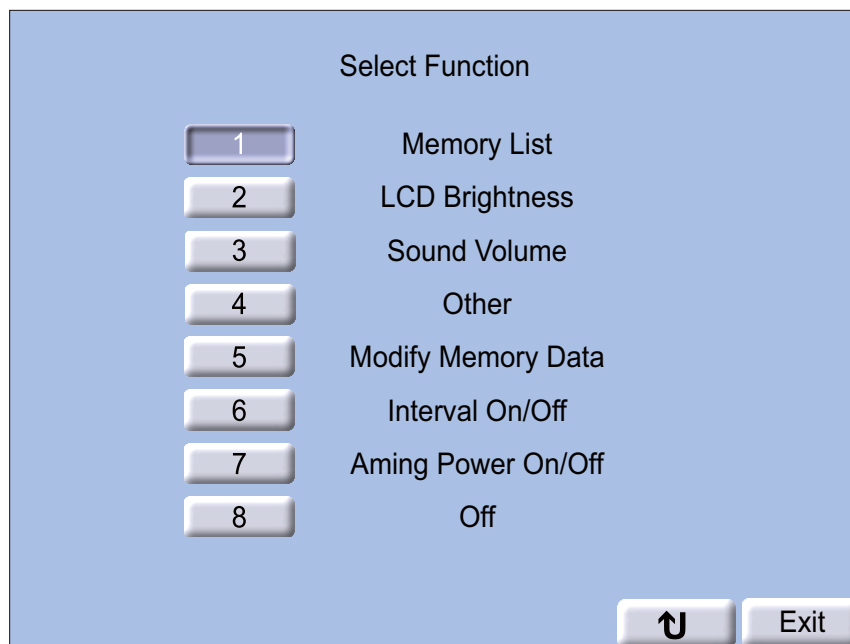 Select Function
1 Memory List
2 LCD Brightness
3 Sound Volume
4 Other
5 Modify Memory Data
6 Interval On/Off
7 Aming Power On/Off
8 Off
Exit